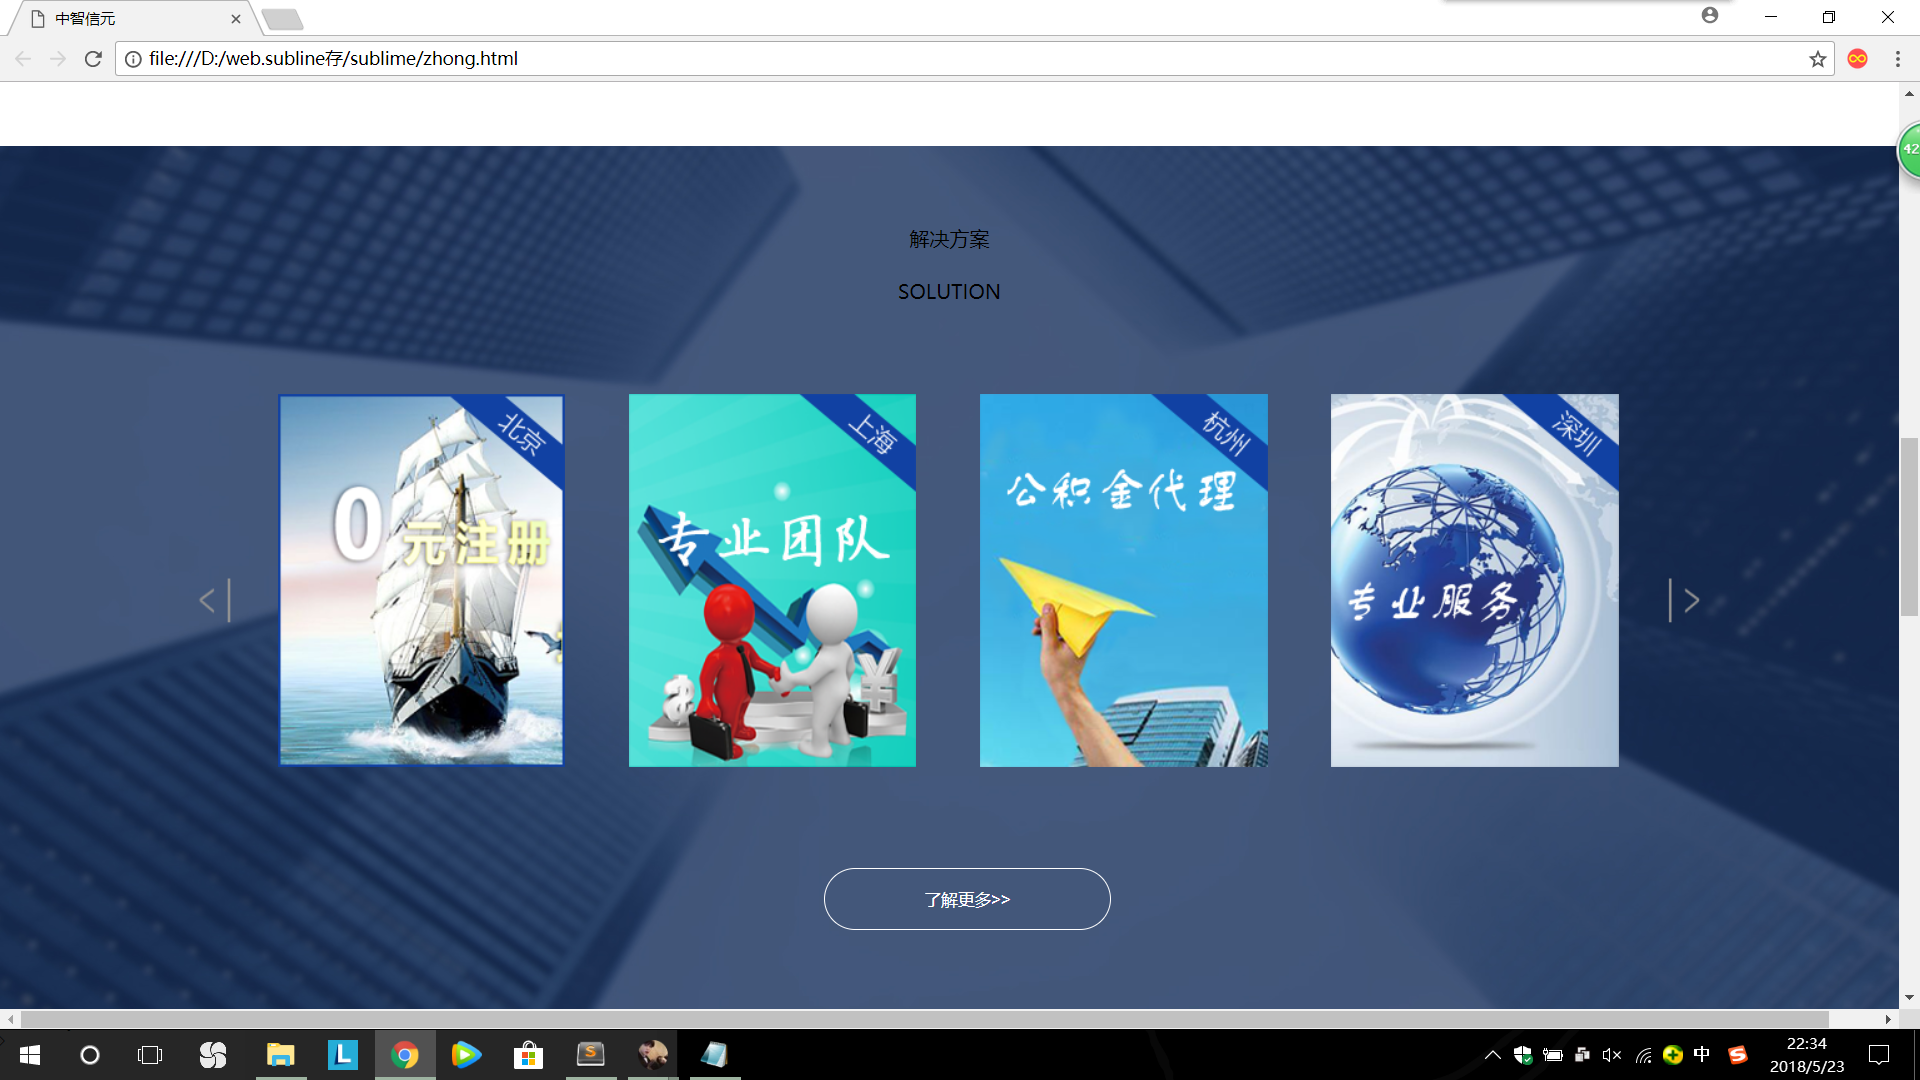 中智信元
file:///D:/web.subline存/sublime/zhong.html
42
解决方案
SOLUTION
北京
0元注册
上海
专业团队
杭州
公积金代理
深圳
专业服务
了解更多>>
中
22:34
2018/5/23